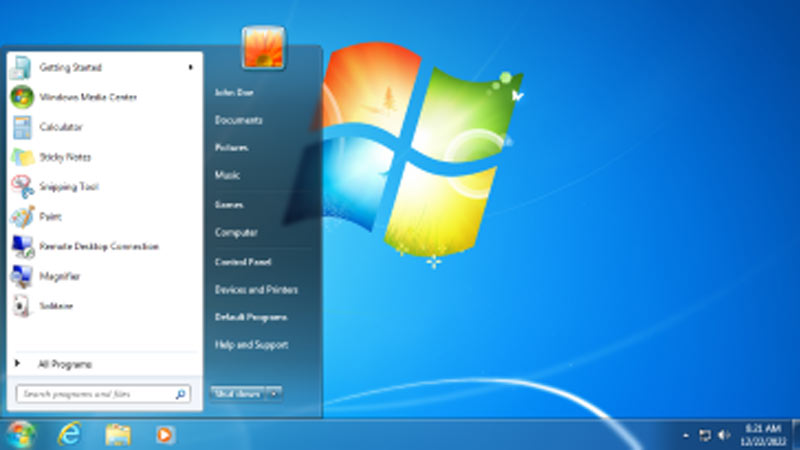 Getting Started
Windows Media Center
Calculator
Sticky Notes
Snipping Tool
Paint
Remote Desktop Connection
Magnifier
Solitaire
All Programs
Search programs and files
John Doe
Documents
Pictures
Music
Games
Computer
Control Panel
Devices and Printers
Default Programs
Help and Support
Shut down
8:21 AM
12/22/2022